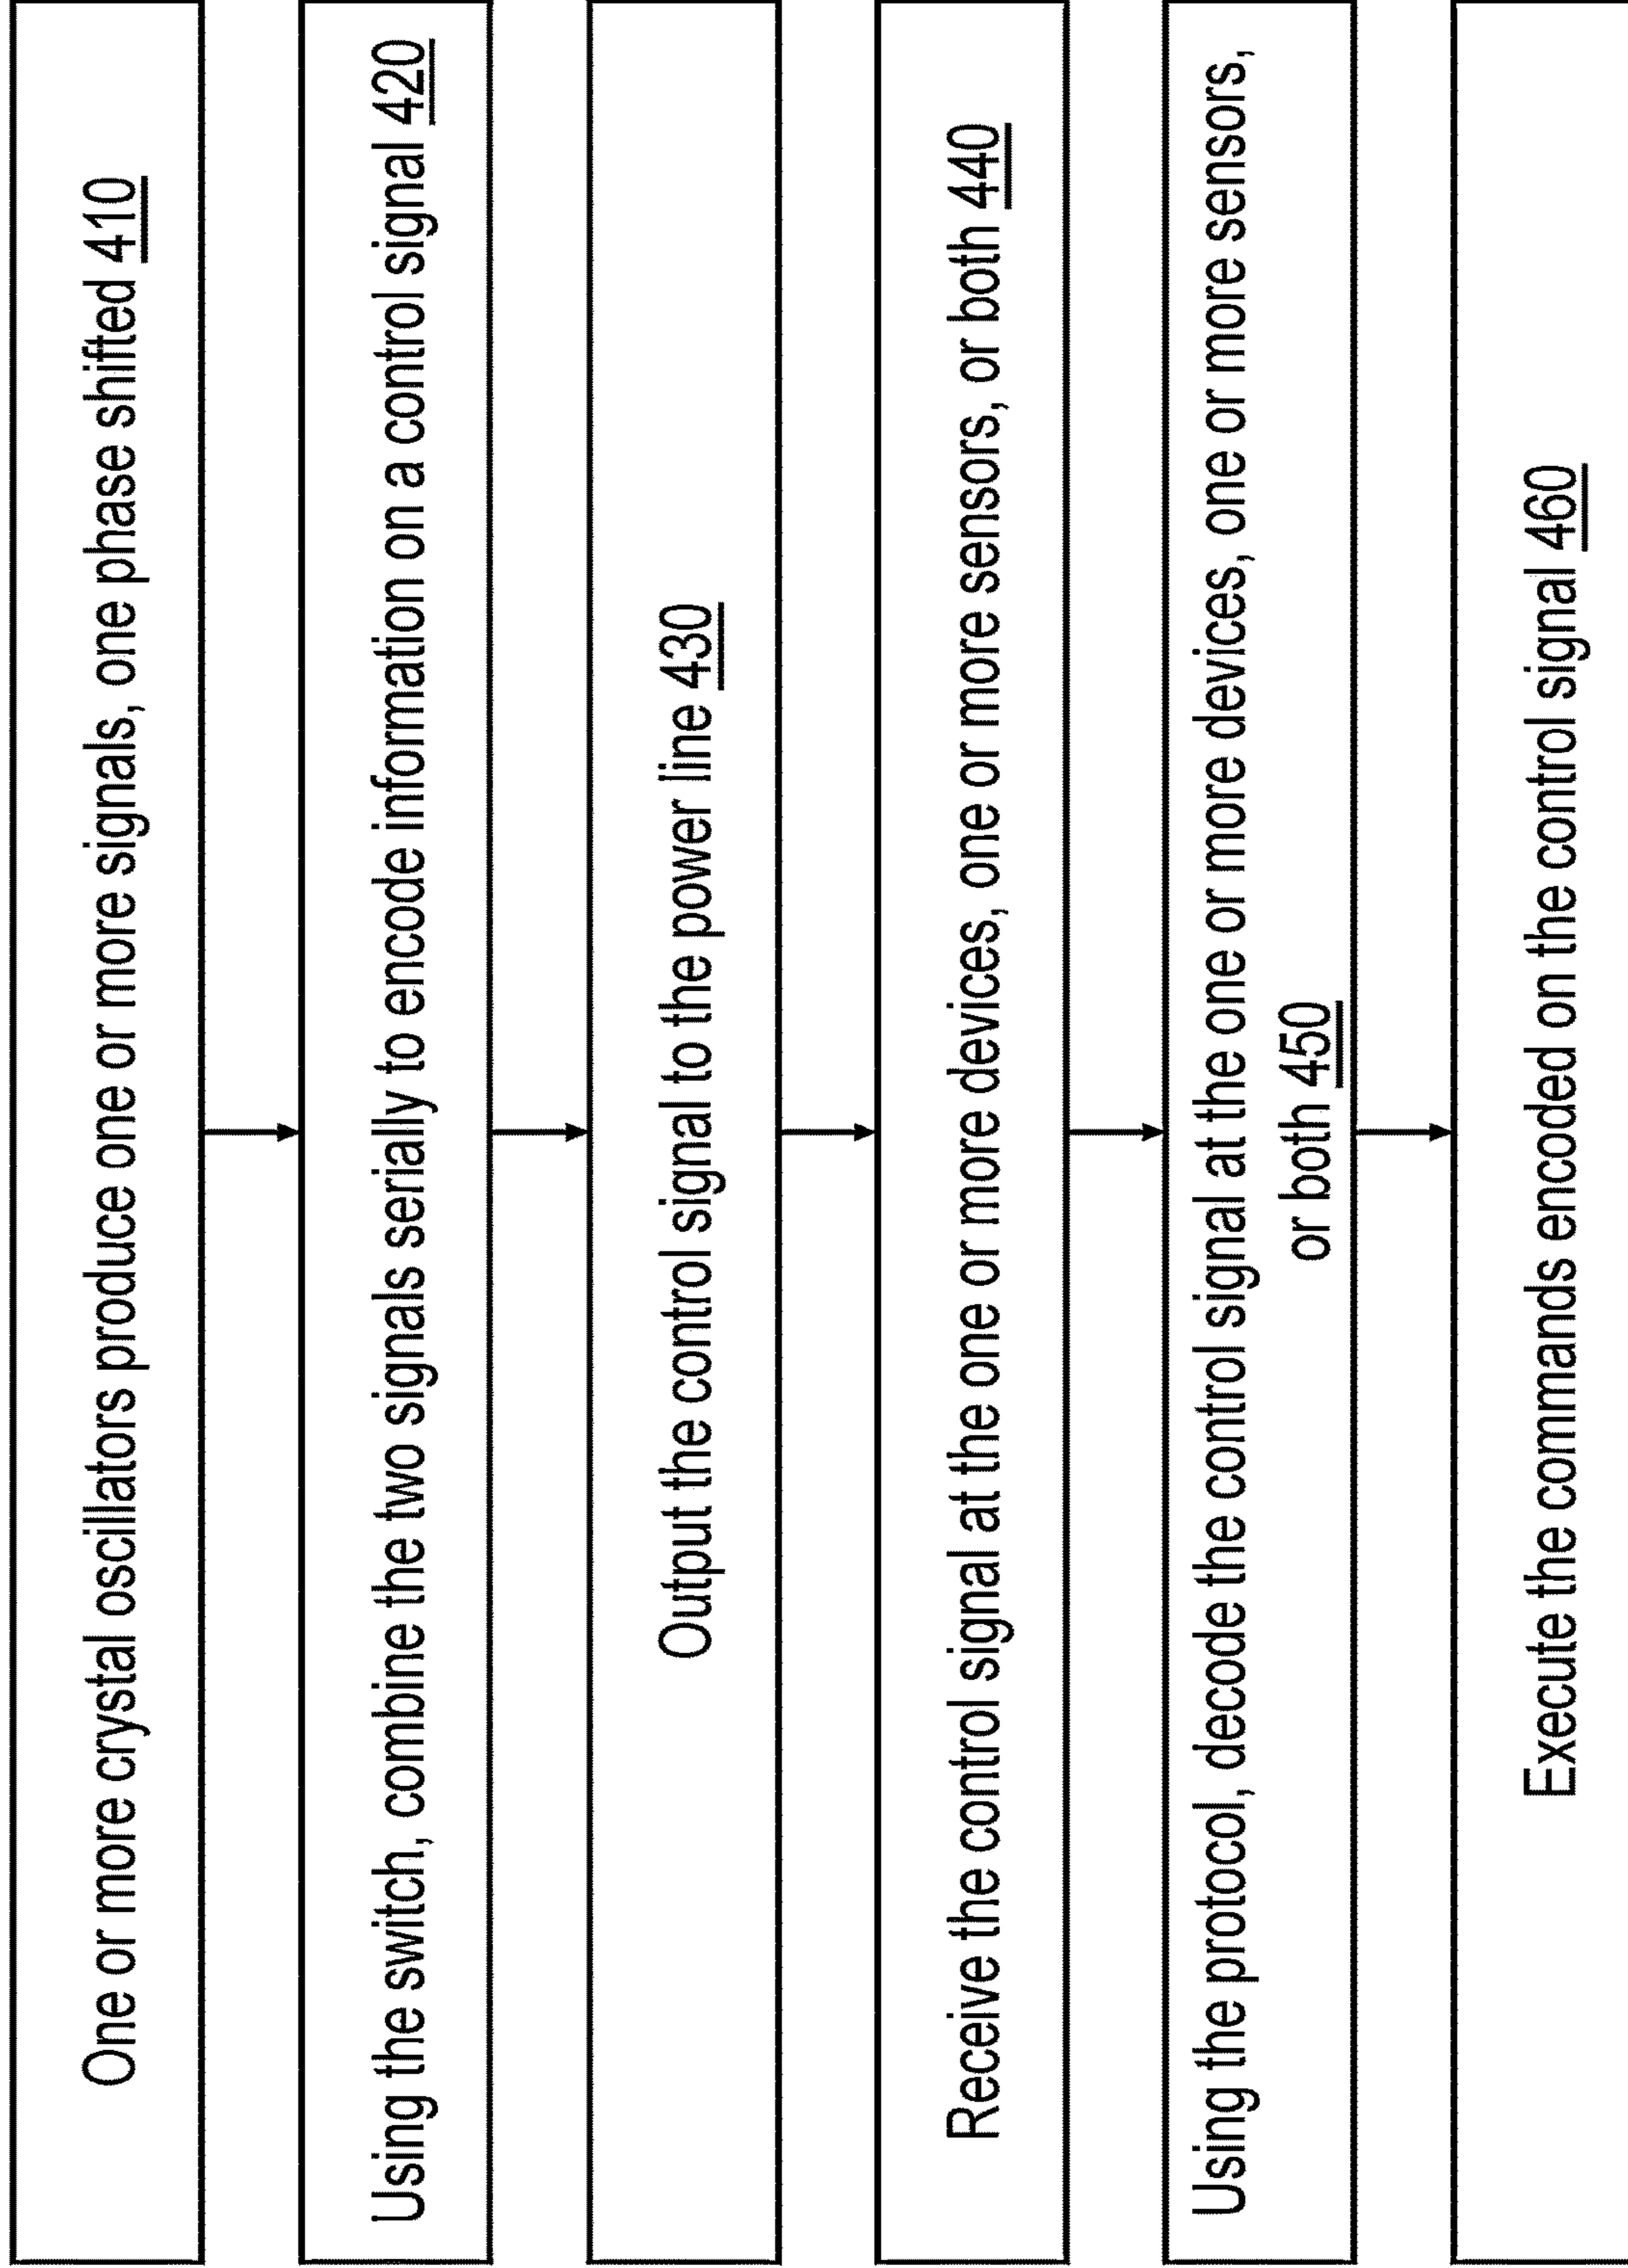 One or more crystal oscillators produce one or more signals, one phase shifted 410
Using the switch, combine the two signals serially to encode information on a control signal 420
Output the control signal to the power line 430
Receive the control signal at the one or more devices, one or more sensors, or both 440
Using the protocol, decode the control signal at the one or more devices, one or more sensors,
or both 450
Execute the commands encoded on the control signal 460